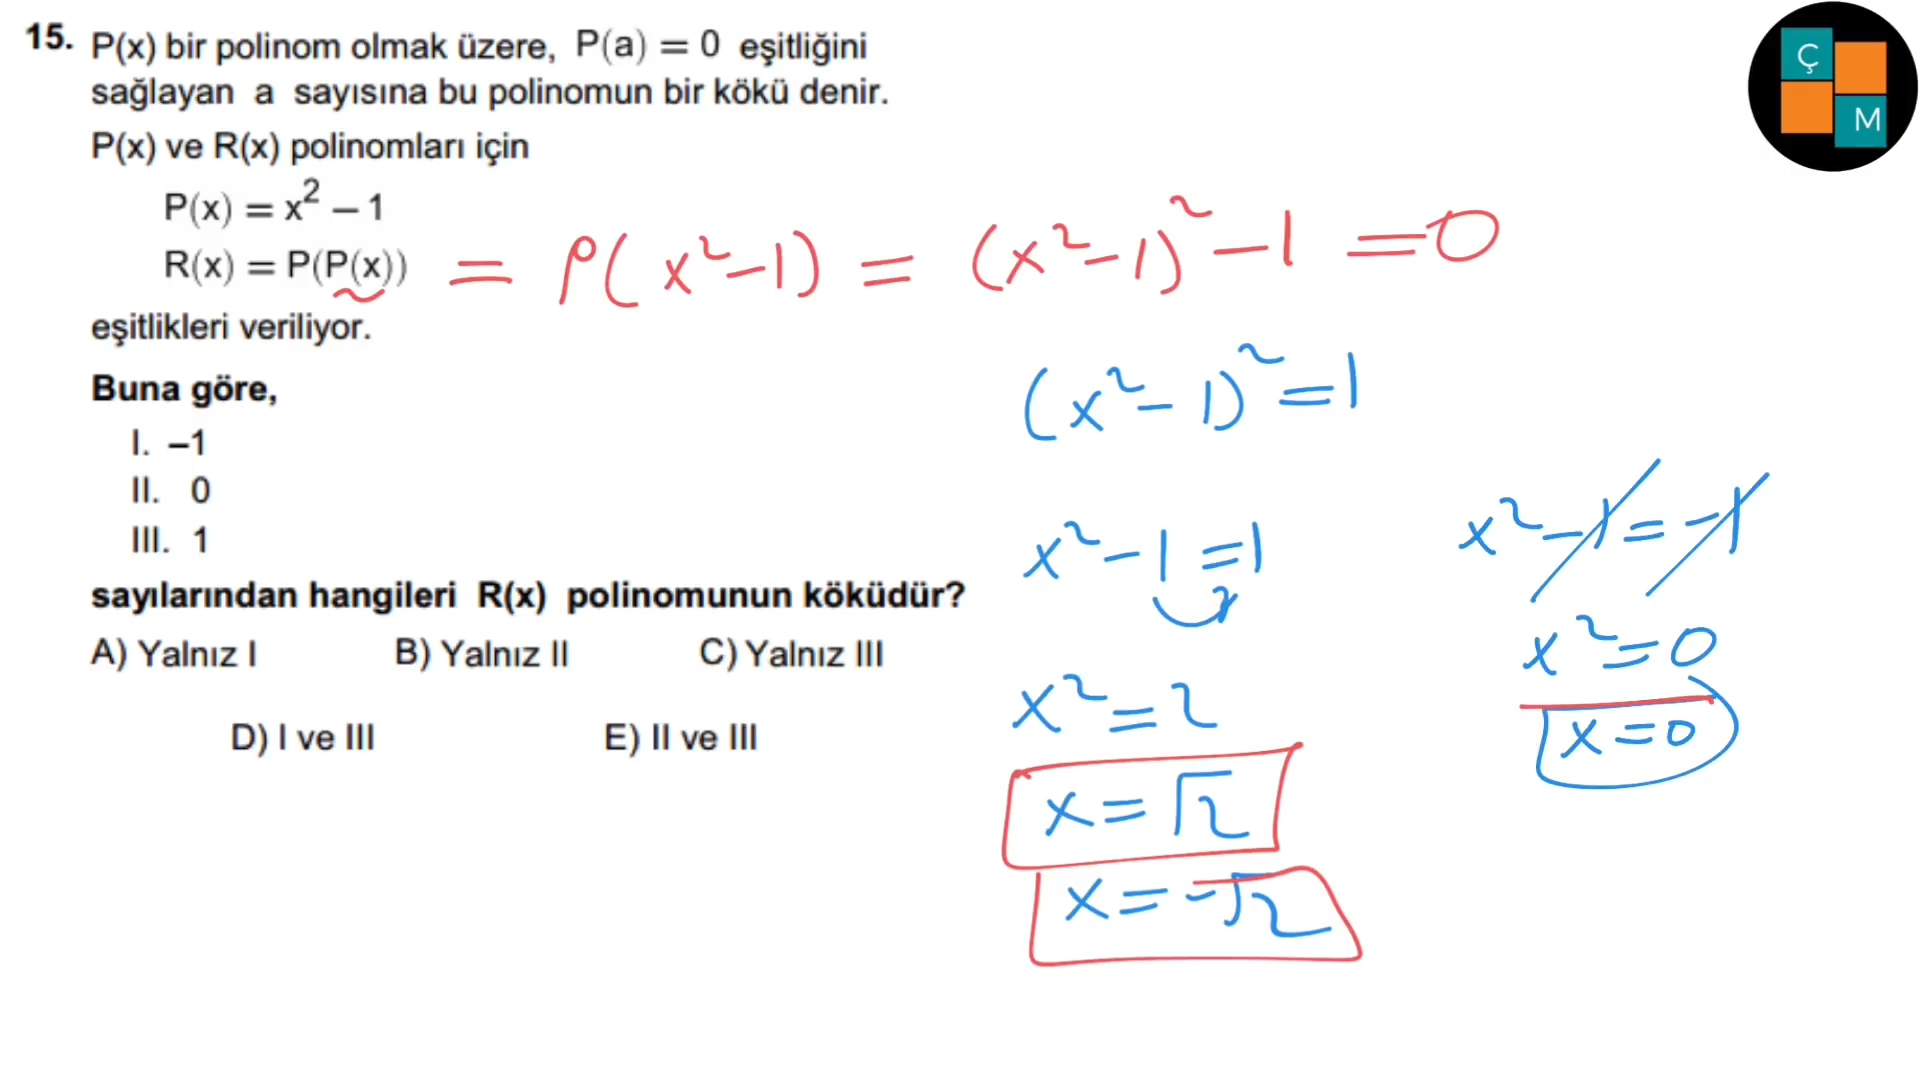 15. P(x) bir polinom olmak üzere, P(a) = 0 eşitliğini
sağlayan a sayısına bu polinomun bir kökü denir.
P(x) ve R(x) polinomları için
P(x) = x² – 1
R(x) = P(P(x)) = P(x²-1) = (x²-1)² -1 = 0
eşitlikleri veriliyor.
Buna göre,
I. –1
II. 0
III. 1
sayılarından hangileri R(x) polinomunun köküdür?
A) Yalnız I B) Yalnız II C) Yalnız III
D) I ve III E) II ve III
(x²-1)² = 1
x²-1 = 1
x² = 2
x = √2
x = -√2
x²-1 = -1
x² = 0
x = 0
Ç
M